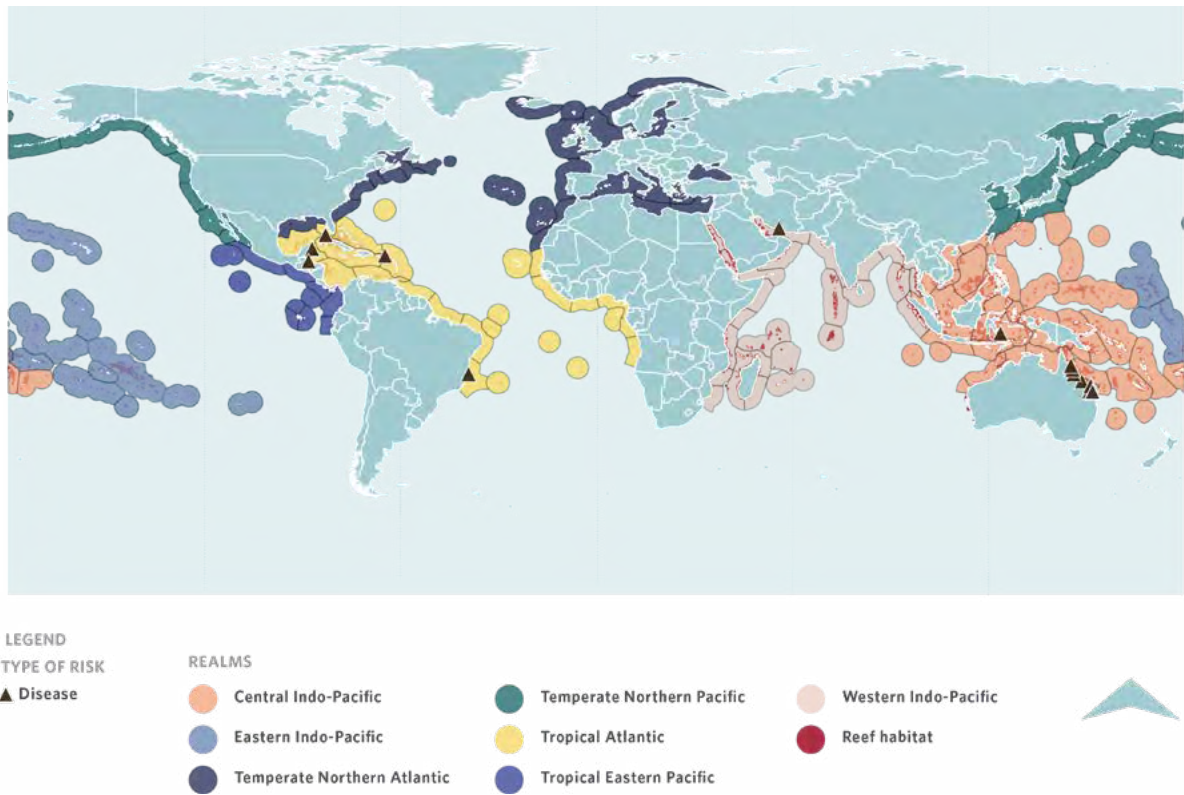 LEGEND
TYPE OF RISK
Disease
REALMS
Central Indo-Pacific
Eastern Indo-Pacific
Temperate Northern Atlantic
Temperate Northern Pacific
Tropical Atlantic
Tropical Eastern Pacific
Western Indo-Pacific
Reef habitat